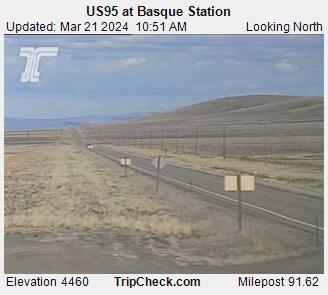 US95 at Basque Station
Updated: Mar 21 2024 10:51 AM Looking North
Elevation 4460 TripCheck.com Milepost 91.62